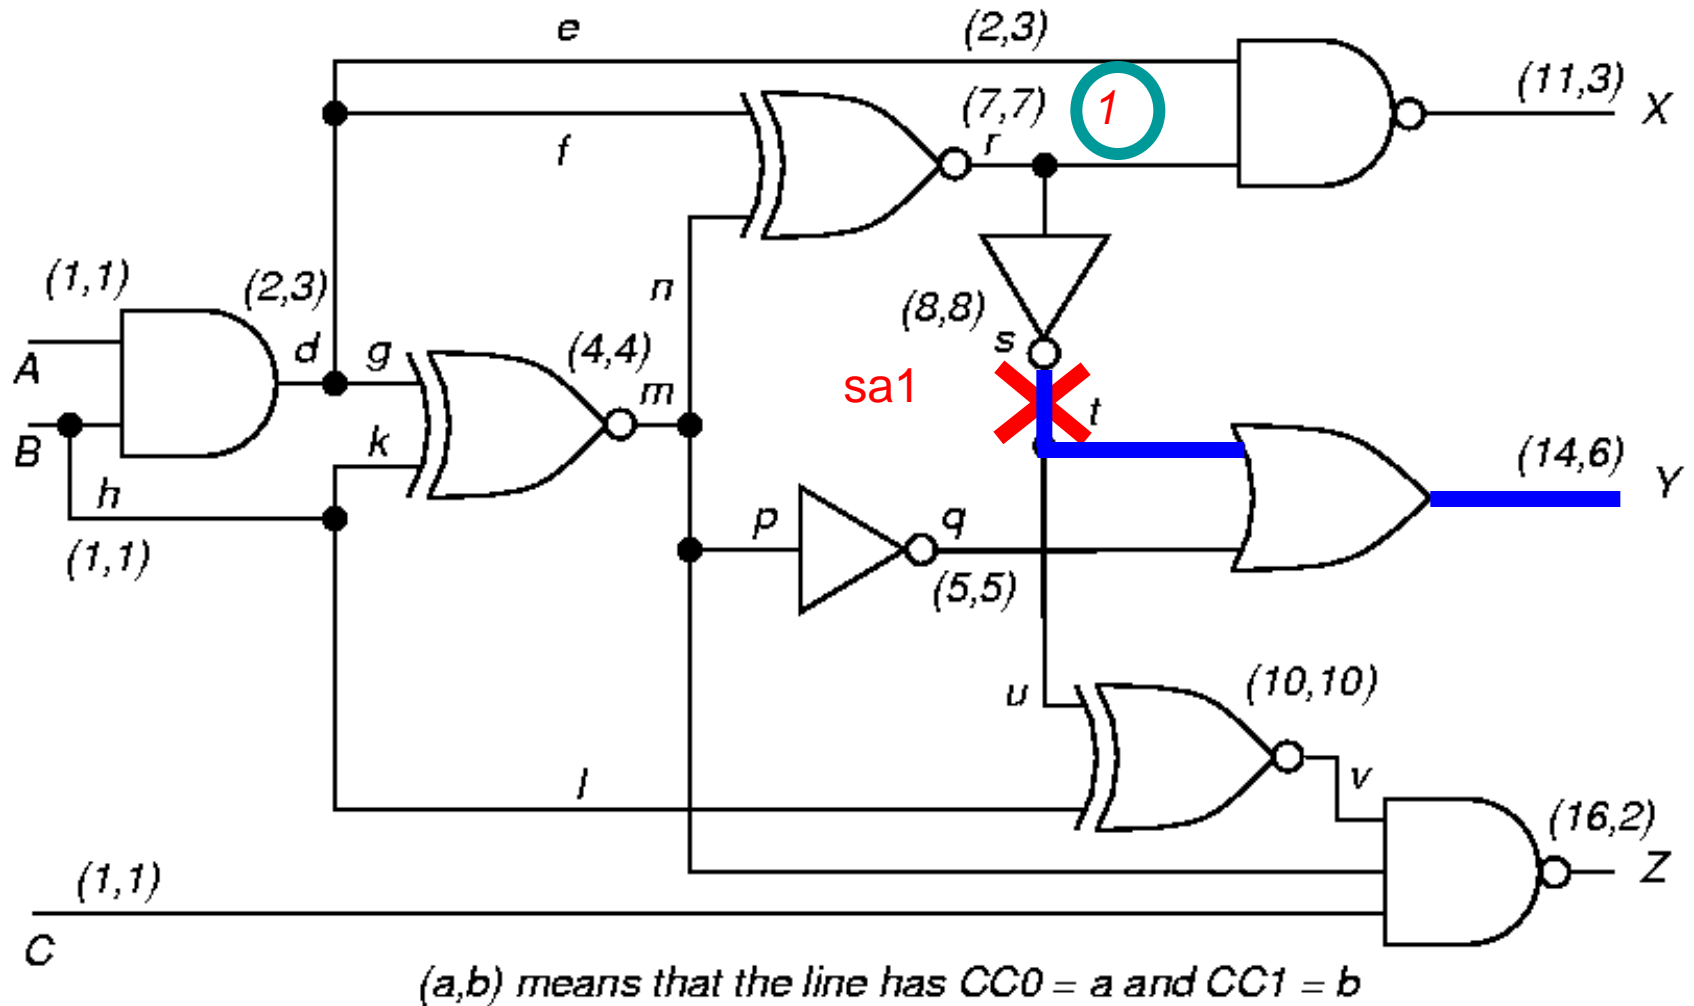 e (2,3)
(11,3) X
(7,7) 1
r
f
(1,1) (2,3)
n
(8,8)
s
A d g (4,4)
m
sa1
t
B k
h
(14,6) Y
p q
(1,1)
(5,5)
u (10,10)
l v
(16,2)
Z
(1,1)
C
(a,b) means that the line has CC0 = a and CC1 = b